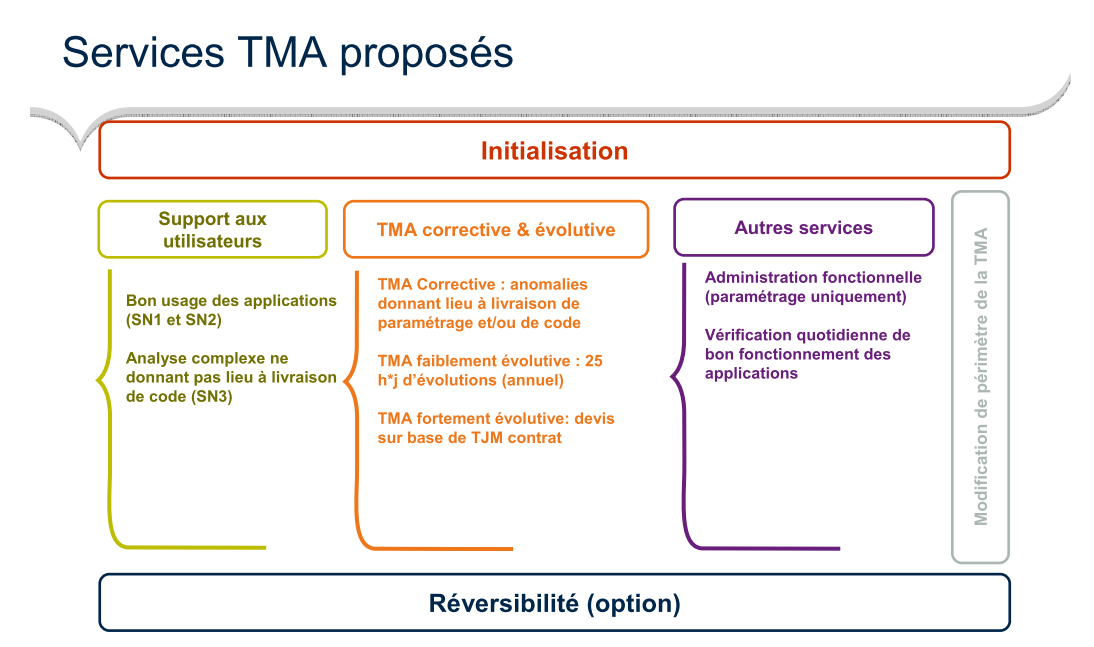 Services TMA proposés
Initialisation
Support aux
utilisateurs
Bon usage des applications
(SN1 et SN2)
Analyse complexe ne
donnant pas lieu à livraison
de code (SN3)
TMA corrective & évolutive
TMA Corrective : anomalies
donnant lieu à livraison de
paramétrage et/ou de code
TMA faiblement évolutive : 25
h*j d’évolutions (annuel)
TMA fortement évolutive: devis
sur base de TJM contrat
Autres services
Administration fonctionnelle
(paramétrage uniquement)
Vérification quotidienne de
bon fonctionnement des
applications
Modification de périmètre de la TMA
Réversibilité (option)